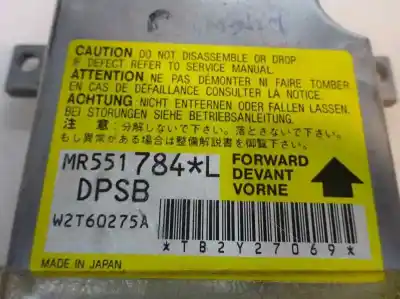 CAUTION DO NOT DISASSEMBLE OR DROP
IF DEFECT REFER TO SERVICE MANUAL.
ATTENTION NE PAS DÉMONTER NI FAIRE TOMBER.
EN CAS DE DÉFAILLANCE CONSULTER LA NOTICE.
ACHTUNG NICHT ENTFERNEN ODER FALLEN LASSEN.
BEI STÖRUNGEN SIEHE BETRIEBSANLEITUNG.
注 意:分解しないで下さい。落ときないで下さい。
もし異常がある場合は整備解説書を御覧下さい。
MR551784*L
FORWARD
DEVANT
VORNE
DPSB
W2T60275A
*TB2Y27069*
MADE IN JAPAN